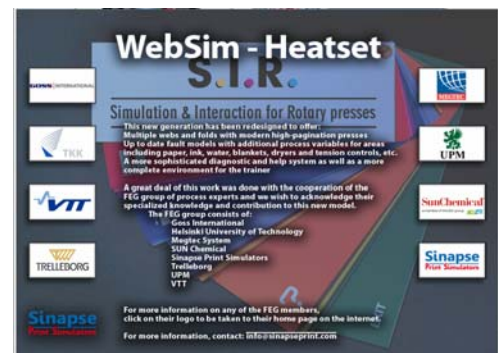 WebSim - Heatset
S.I.R.
Simulation & Interaction for Rotary presses
This new generation has been redesigned to offer:
Multiple webs and folds with modern high-pagination presses
Up to date fault models with additional process variables for areas
including paper, ink, water, blankets, dryers and tension controls, etc.
A more sophisticated diagnostic and help system as well as a more
complete environment for the trainer
A great deal of this work was done with the cooperation of the
FEG group of process experts and we wish to acknowledge their
specialized knowledge and contribution to this new model.
The FEG group consists of:
Goss International
Helsinki University of Technology
Megtec System
SUN Chemical
Sinapse Print Simulators
Trelleborg
UPM
VTT
For more information on any of the FEG members,
click on their logo to be taken to their home page on the internet.
For more information, contact: info@sinapseprint.com
GOSS INTERNATIONAL
TKK
VTT
TRELLEBORG
Sinapse
Print Simulators
MEGTEC
UPM
SunChemical
Sinapse
Print Simulators